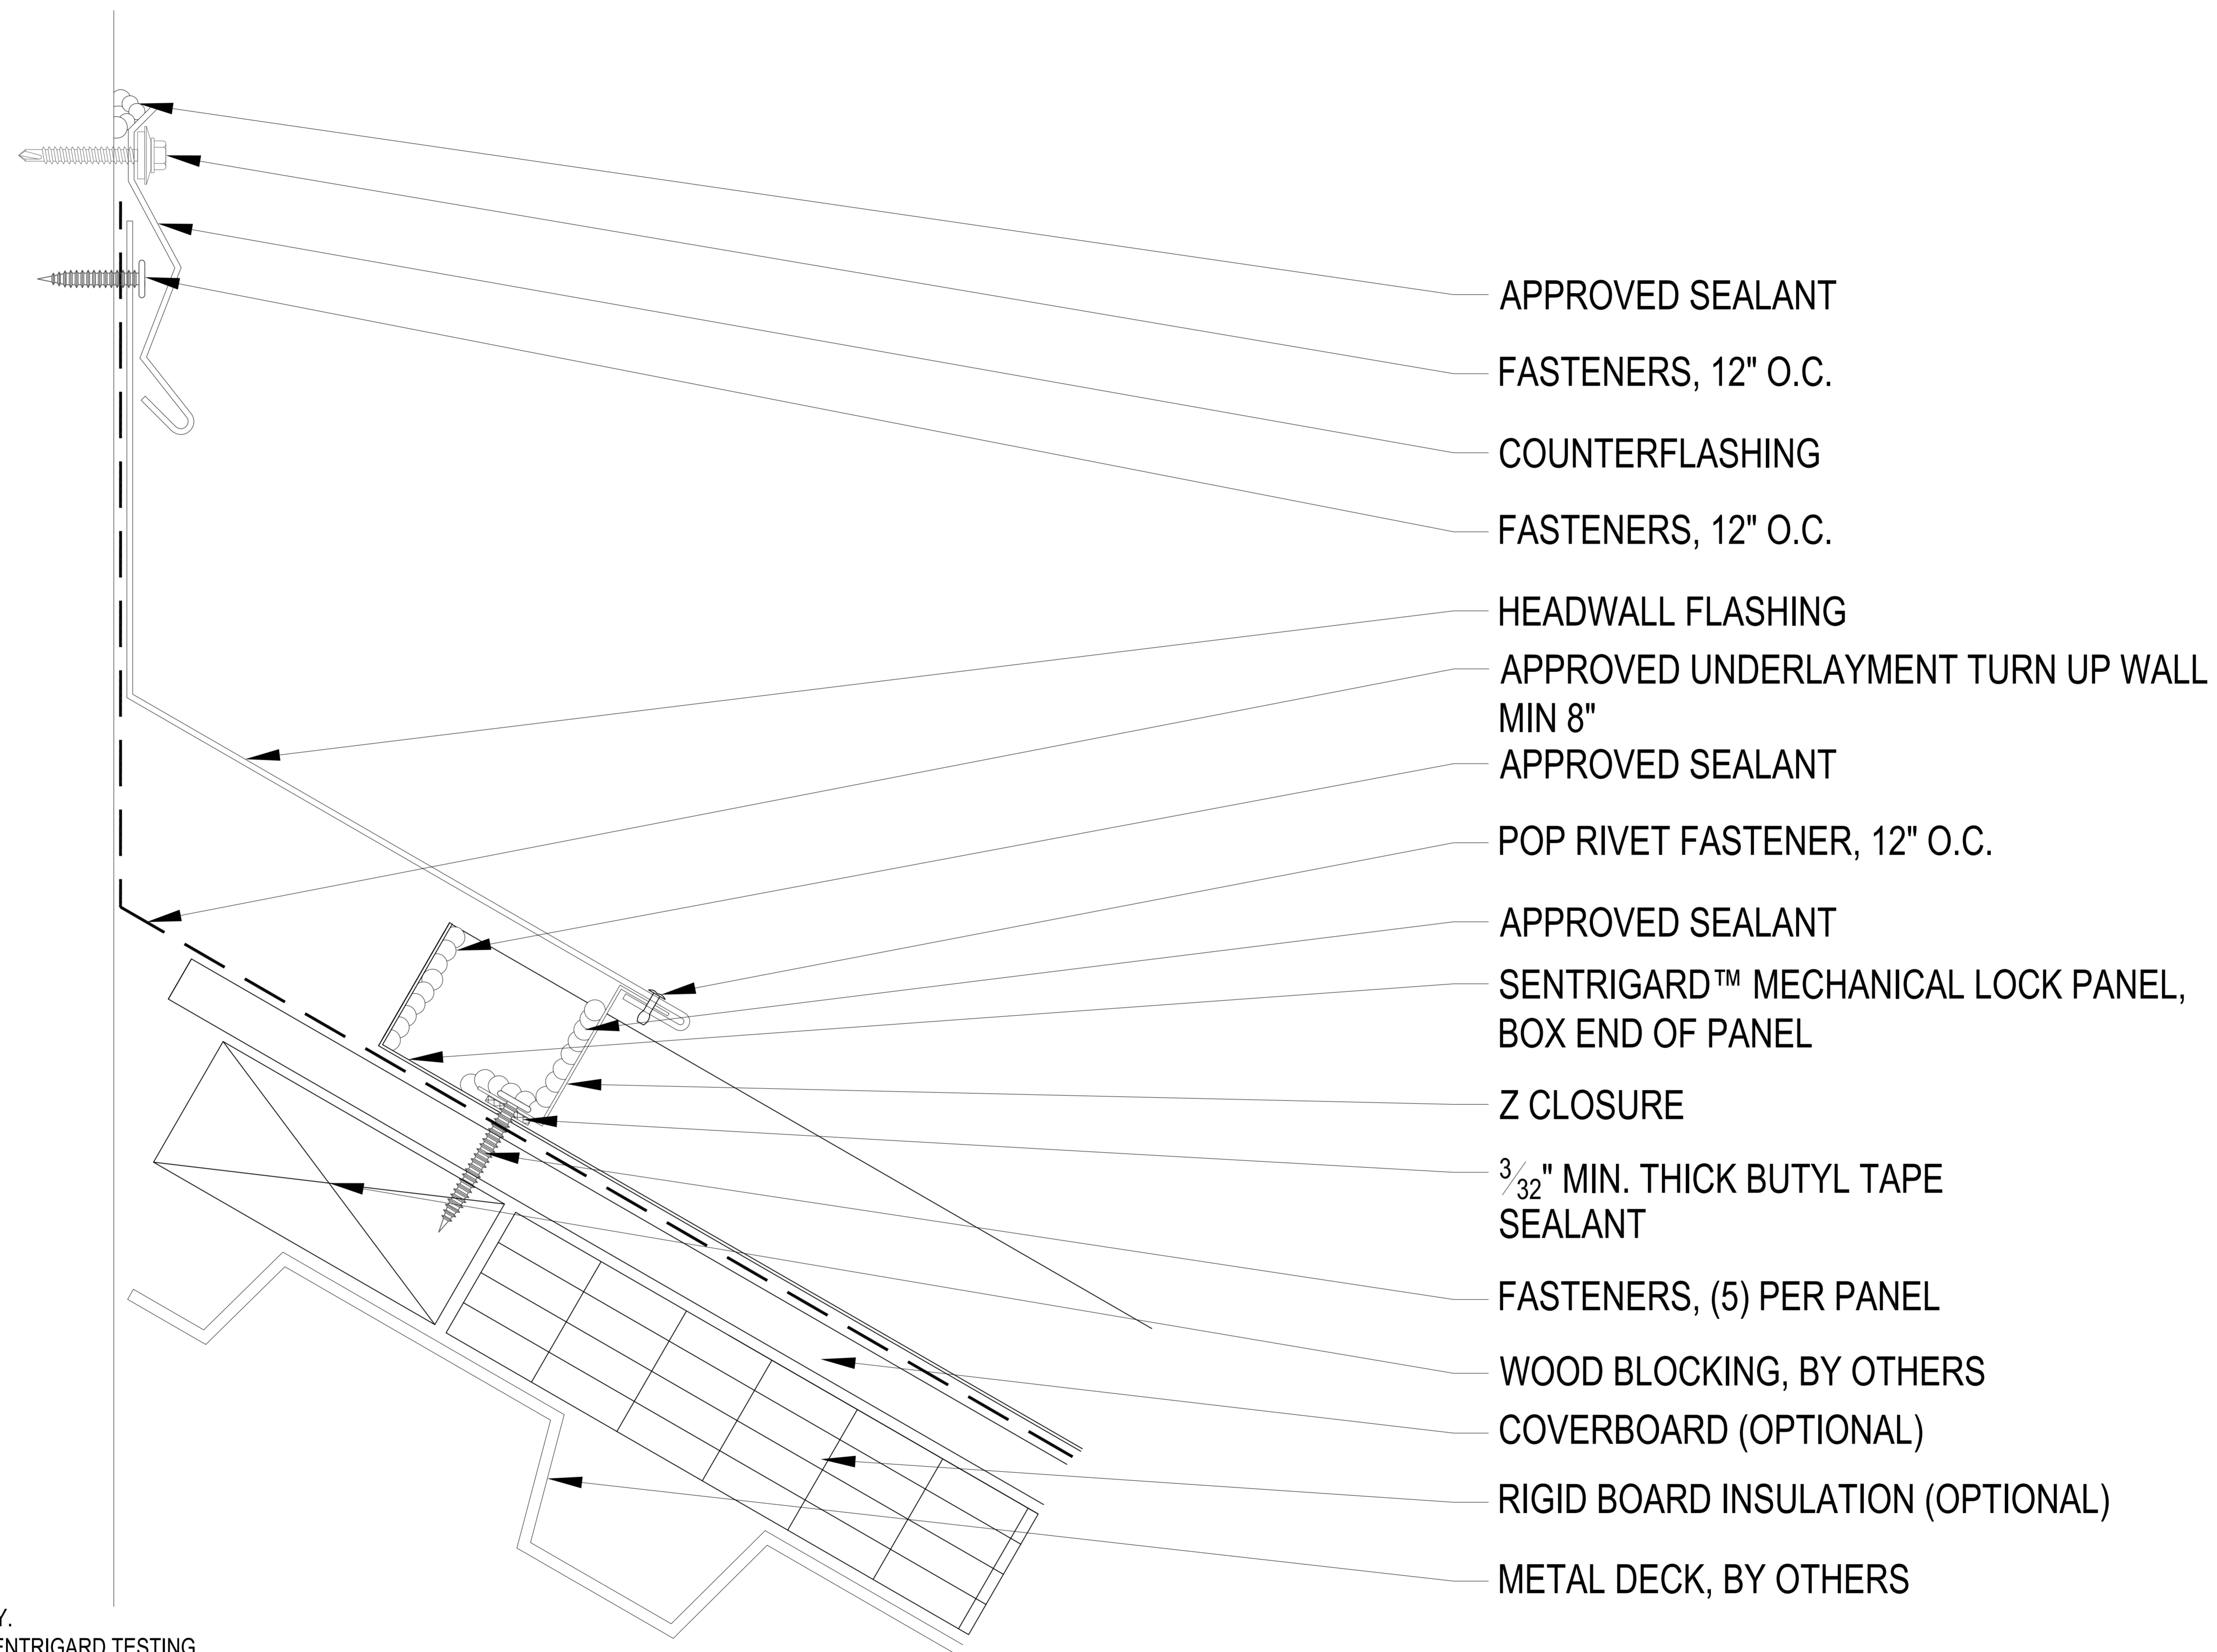 APPROVED SEALANT
FASTENERS, 12" O.C.
COUNTERFLASHING
FASTENERS, 12" O.C.
HEADWALL FLASHING
APPROVED UNDERLAYMENT TURN UP WALL
MIN 8"
APPROVED SEALANT
POP RIVET FASTENER, 12" O.C.
APPROVED SEALANT
SENTRIGARD™ MECHANICAL LOCK PANEL,
BOX END OF PANEL
Z CLOSURE
3/32" MIN. THICK BUTYL TAPE
SEALANT
FASTENERS, (5) PER PANEL
WOOD BLOCKING, BY OTHERS
COVERBOARD (OPTIONAL)
RIGID BOARD INSULATION (OPTIONAL)
METAL DECK, BY OTHERS
TESTING